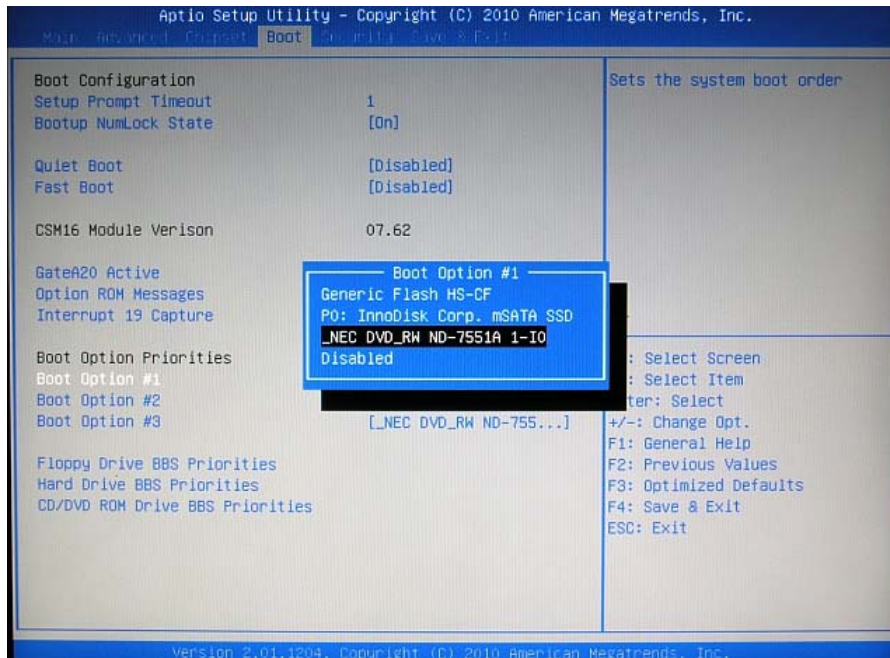 Aptio Setup Utility - Copyright (C) 2010 American Megatrends, Inc.
Main Advanced Chipset Boot Security Save & Exit
Boot Configuration
Setup Prompt Timeout 1
Bootup NumLock State [On]
Quiet Boot [Disabled]
Fast Boot [Disabled]
CSM16 Module Verison 07.62
GateA20 Active
Option ROM Messages
Interrupt 19 Capture
Boot Option Priorities
Boot Option #1
Boot Option #2
Boot Option #3 [_NEC DVD_RW ND-755...]
Floppy Drive BBS Priorities
Hard Drive BBS Priorities
CD/DVD ROM Drive BBS Priorities
Boot Option #1
Generic Flash HS-CF
P0: InnoDisk Corp. mSATA SSD
_NEC DVD_RW ND-7551A 1-I0
Disabled
Sets the system boot order
: Select Screen
: Select Item
ter: Select
+/-: Change Opt.
F1: General Help
F2: Previous Values
F3: Optimized Defaults
F4: Save & Exit
ESC: Exit
Version 2.01.1204. Copyright (C) 2010 American Megatrends, Inc.